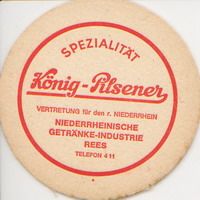 SPEZIALITÄT
König-Pilsener
VERTRETUNG für den r. NIEDERRHEIN
NIEDERRHEINISCHE
GETRÄNKE-INDUSTRIE
REES
TELEFON 411